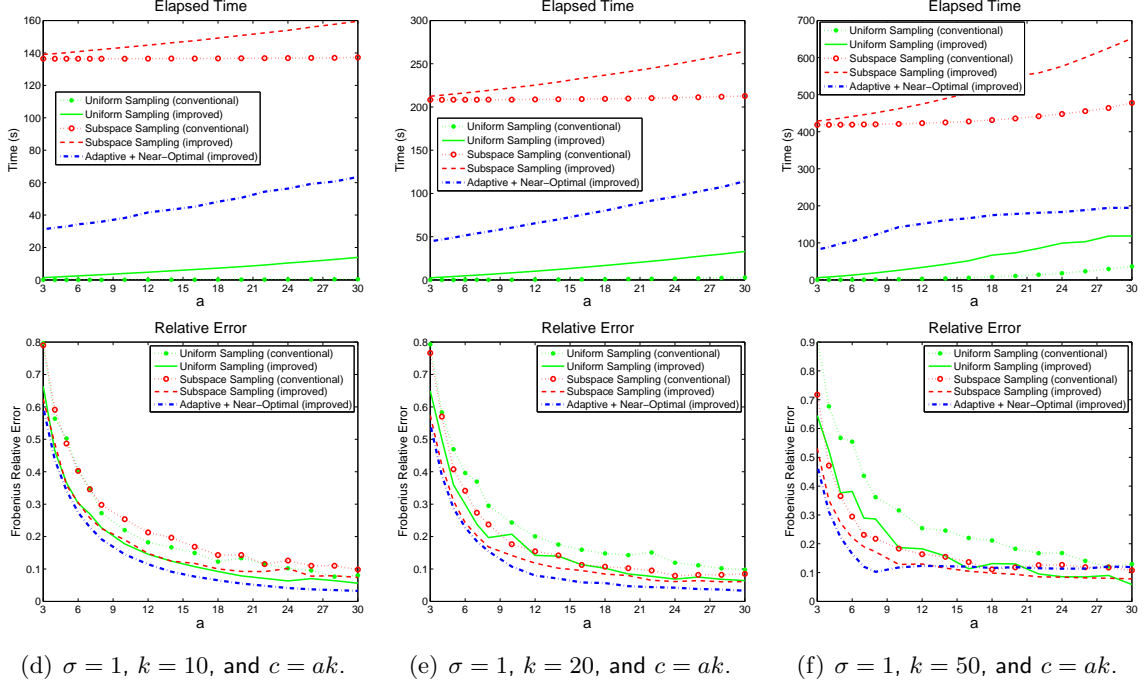 Elapsed Time
160
140
120
100
80
60
40
20
0
Time (s)
Uniform Sampling (conventional)
Uniform Sampling (improved)
Subspace Sampling (conventional)
Subspace Sampling (improved)
Adaptive + Near−Optimal (improved)
3 6 9 12 15 18 21 24 27 30
a
Elapsed Time
400
350
300
250
200
150
100
50
0
Time (s)
Uniform Sampling (conventional)
Uniform Sampling (improved)
Subspace Sampling (conventional)
Subspace Sampling (improved)
Adaptive + Near−Optimal (improved)
3 6 9 12 15 18 21 24 27 30
a
Elapsed Time
700
600
500
400
300
200
100
0
Time (s)
Uniform Sampling (conventional)
Uniform Sampling (improved)
Subspace Sampling (conventional)
Subspace Sampling (improved)
Adaptive + Near−Optimal (improved)
3 6 9 12 15 18 21 24 27 30
a
Relative Error
0.8
0.7
0.6
0.5
0.4
0.3
0.2
0.1
0
Frobenius Relative Error
Uniform Sampling (conventional)
Uniform Sampling (improved)
Subspace Sampling (conventional)
Subspace Sampling (improved)
Adaptive + Near−Optimal (improved)
3 6 9 12 15 18 21 24 27 30
a
Relative Error
0.8
0.7
0.6
0.5
0.4
0.3
0.2
0.1
0
Frobenius Relative Error
Uniform Sampling (conventional)
Uniform Sampling (improved)
Subspace Sampling (conventional)
Subspace Sampling (improved)
Adaptive + Near−Optimal (improved)
3 6 9 12 15 18 21 24 27 30
a
Relative Error
0.9
0.8
0.7
0.6
0.5
0.4
0.3
0.2
0.1
0
Frobenius Relative Error
Uniform Sampling (conventional)
Uniform Sampling (improved)
Subspace Sampling (conventional)
Subspace Sampling (improved)
Adaptive + Near−Optimal (improved)
3 6 9 12 15 18 21 24 27 30
a
(d) σ = 1, k = 10, and c = ak.
(e) σ = 1, k = 20, and c = ak.
(f) σ = 1, k = 50, and c = ak.